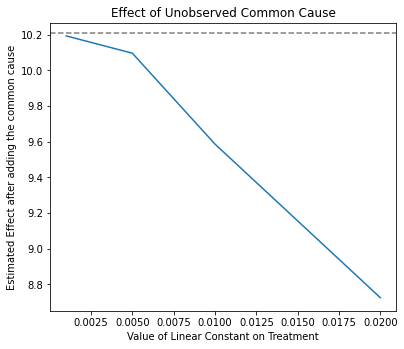 Effect of Unobserved Common Cause
Estimated Effect after adding the common cause
10.2
10.0
9.8
9.6
9.4
9.2
9.0
8.8
0.0025 0.0050 0.0075 0.0100 0.0125 0.0150 0.0175 0.0200
Value of Linear Constant on Treatment